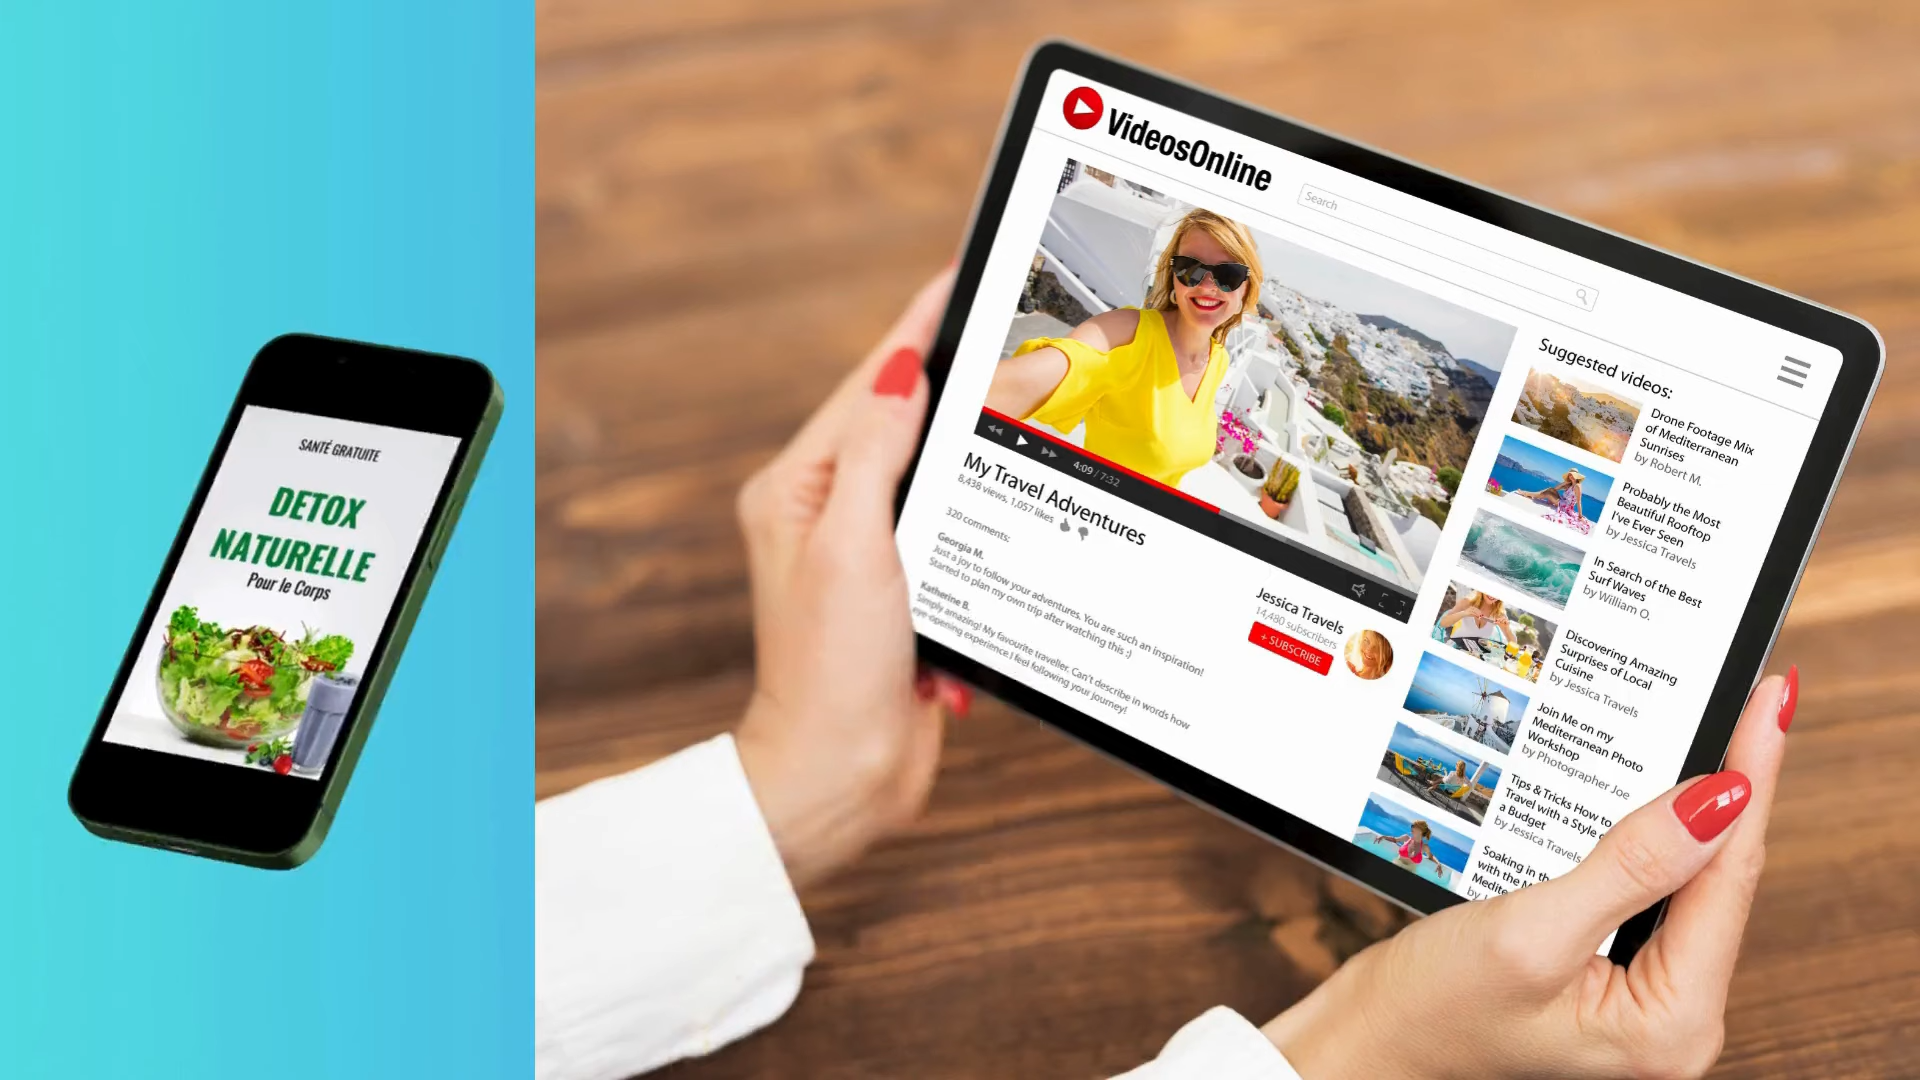 SANTÉ GRATUITE
DETOX
NATURELLE
Pour le Corps
VideosOnline
Search
4:09 / 7:32
My Travel Adventures
8,438 views, 1,057 likes
320 comments:
Georgia M.
Just a joy to follow your adventures. You are such an inspiration!
Started to plan my own trip after watching this ;)
Katherine B.
Simply amazing! My favourite traveller. Can't describe in words how
eye-opening experience I feel following your journey!
Jessica Travels
14,480 subscribers
+ SUBSCRIBE
Suggested videos:
Drone Footage Mix
of Mediterranean
Sunrises
by Robert M.
Probably the Most
Beautiful Rooftop
I've Ever Seen
by Jessica Travels
In Search of the Best
Surf Waves
by William O.
Discovering Amazing
Surprises of Local
Cuisine
by Jessica Travels
Join Me on my
Mediterranean Photo
Workshop
by Photographer Joe
Tips & Tricks How to
Travel with a Style
a Budget
by Jessica Travels
Soaking in
with the
by